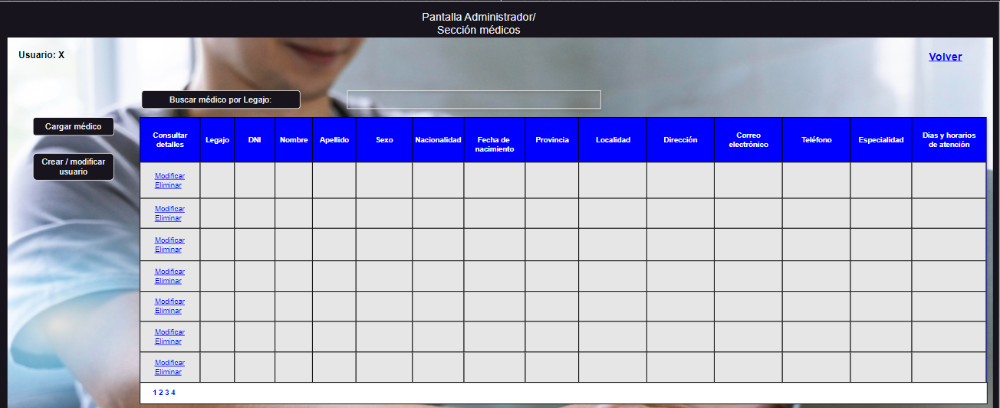 Pantalla Administrador/
Sección médicos
Usuario: X
Volver
Buscar médico por Legajo:
Cargar médico
Crear / modificar
usuario
Consultar
detalles
Legajo
DNI
Nombre
Apellido
Sexo
Nacionalidad
Fecha de
nacimiento
Provincia
Localidad
Dirección
Correo
electrónico
Teléfono
Especialidad
Dias y horarios
de atención
Modificar
Eliminar
Modificar
Eliminar
Modificar
Eliminar
Modificar
Eliminar
Modificar
Eliminar
Modificar
Eliminar
Modificar
Eliminar
1 2 3 4